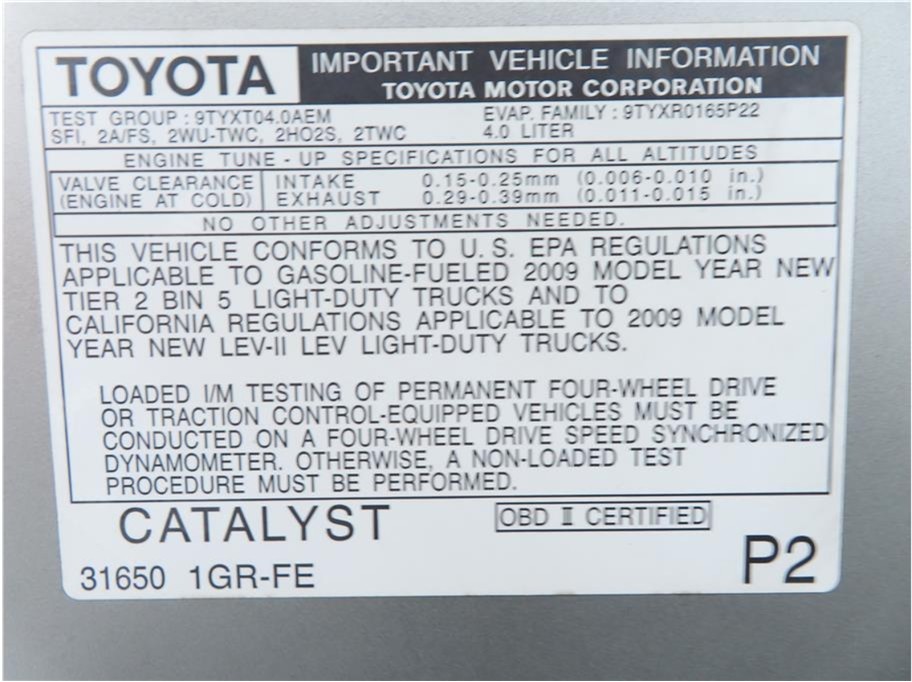 TOYOTA IMPORTANT VEHICLE INFORMATION
TOYOTA MOTOR CORPORATION
TEST GROUP : 9TYXT04.0AEM EVAP. FAMILY : 9TYXR0165P22
SFI, 2A/FS, 2WU-TWC, 2HO2S, 2TWC 4.0 LITER
ENGINE TUNE - UP SPECIFICATIONS FOR ALL ALTITUDES
VALVE CLEARANCE INTAKE 0.15-0.25mm (0.006-0.010 in.)
(ENGINE AT COLD) EXHAUST 0.29-0.39mm (0.011-0.015 in.)
NO OTHER ADJUSTMENTS NEEDED.
THIS VEHICLE CONFORMS TO U.S. EPA REGULATIONS
APPLICABLE TO GASOLINE-FUELED 2009 MODEL YEAR NEW
TIER 2 BIN 5 LIGHT-DUTY TRUCKS AND TO
CALIFORNIA REGULATIONS APPLICABLE TO 2009 MODEL
YEAR NEW LEV-II LEV LIGHT-DUTY TRUCKS.
LOADED I/M TESTING OF PERMANENT FOUR-WHEEL DRIVE
OR TRACTION CONTROL-EQUIPPED VEHICLES MUST BE
CONDUCTED ON A FOUR-WHEEL DRIVE SPEED SYNCHRONIZED
DYNAMOMETER. OTHERWISE, A NON-LOADED TEST
PROCEDURE MUST BE PERFORMED.
CATALYST OBD II CERTIFIED
31650 1GR-FE P2